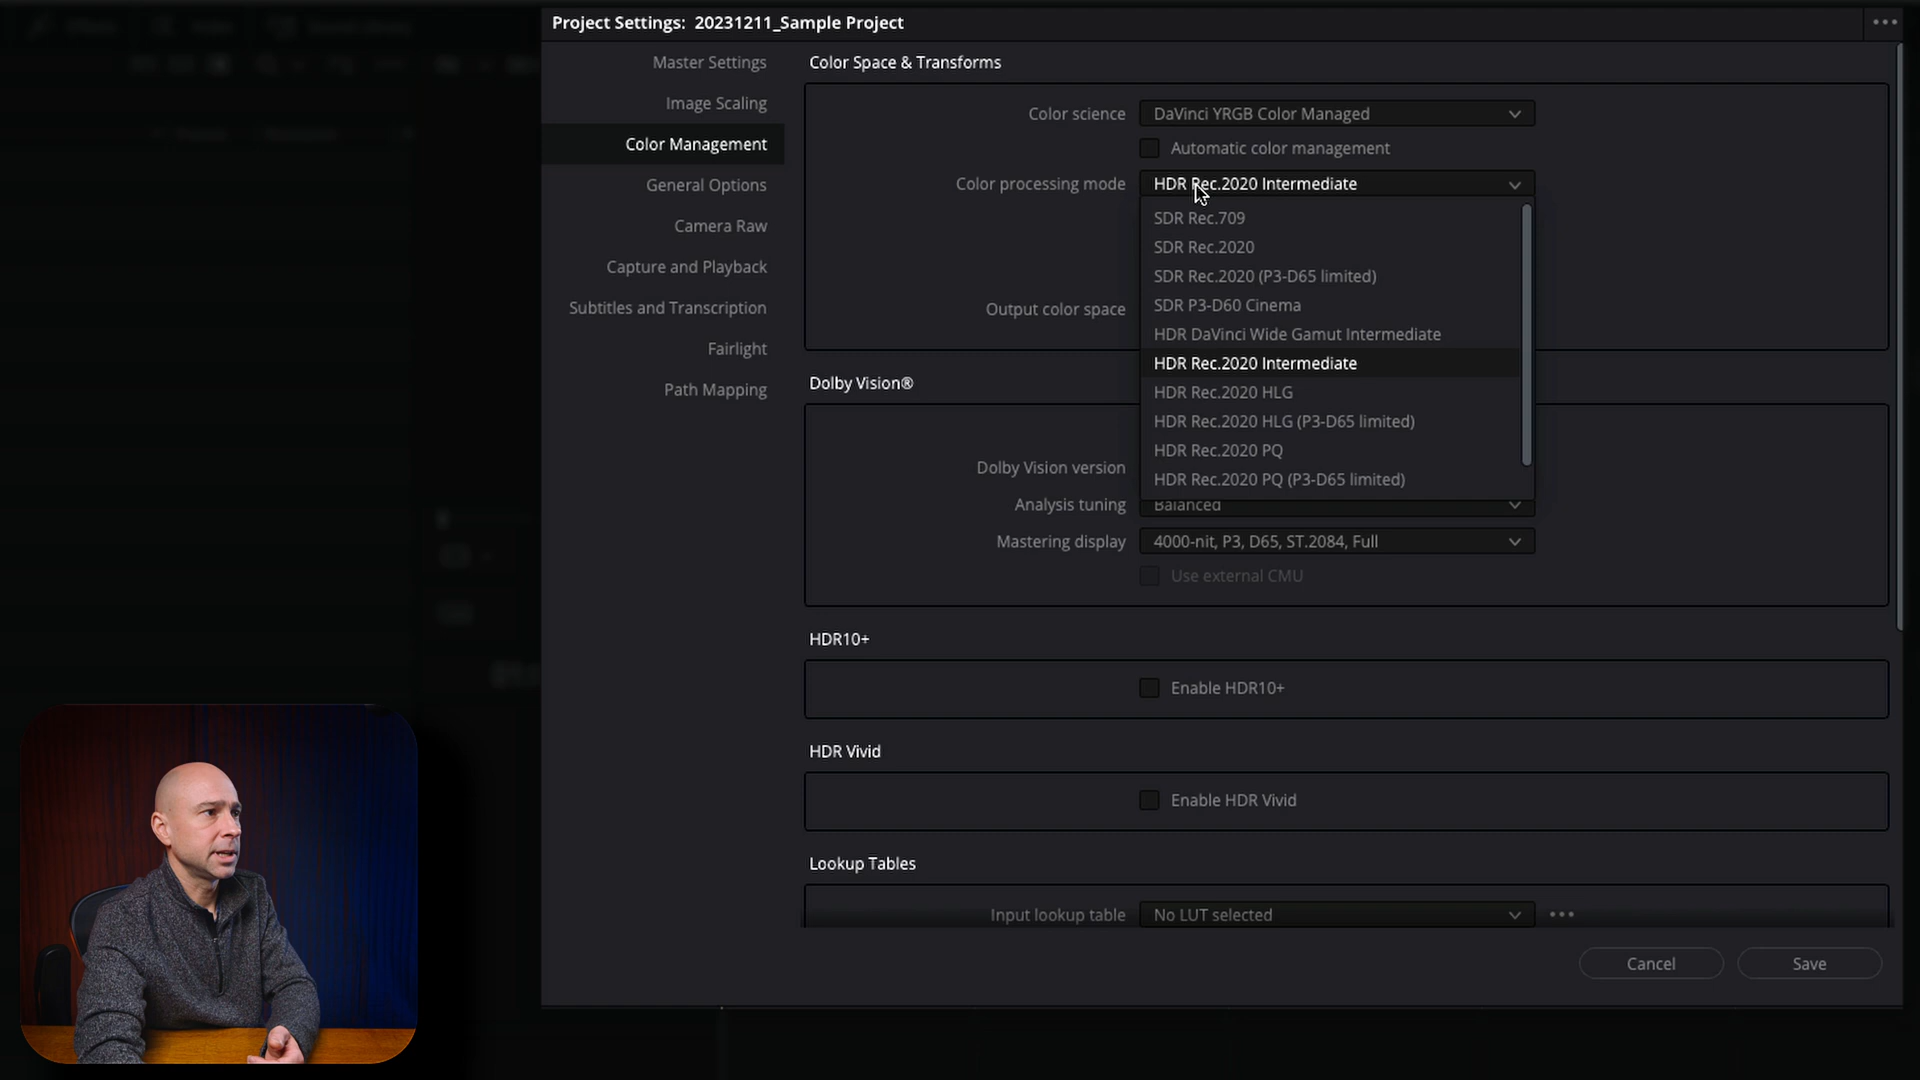 Project Settings: 20231211_Sample Project
Master Settings
Image Scaling
Color Management
General Options
Camera Raw
Capture and Playback
Subtitles and Transcription
Fairlight
Path Mapping
Color Space & Transforms
Color science DaVinci YRGB Color Managed
Automatic color management
Color processing mode HDR Rec.2020 Intermediate
SDR Rec.709
SDR Rec.2020
SDR Rec.2020 (P3-D65 limited)
SDR P3-D60 Cinema
HDR DaVinci Wide Gamut Intermediate
HDR Rec.2020 Intermediate
HDR Rec.2020 HLG
HDR Rec.2020 HLG (P3-D65 limited)
HDR Rec.2020 PQ
HDR Rec.2020 PQ (P3-D65 limited)
Output color space
Dolby Vision®
Dolby Vision version
Analysis tuning Balanced
Mastering display 4000-nit, P3, D65, ST.2084, Full
Use external CMU
HDR10+
Enable HDR10+
HDR Vivid
Enable HDR Vivid
Lookup Tables
Input lookup table No LUT selected
Cancel Save